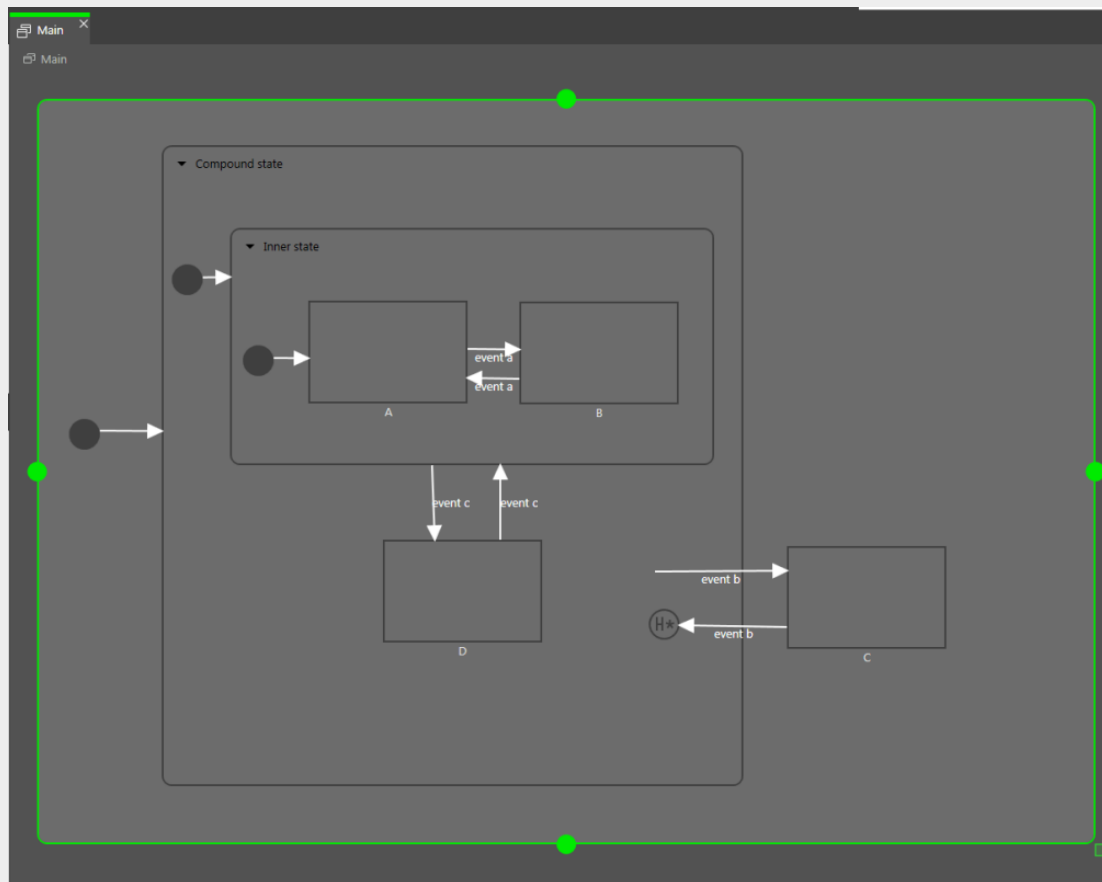 Main
Main
Compound state
Inner state
event a
event a
A
B
event c
event c
event b
H*
event b
D
C